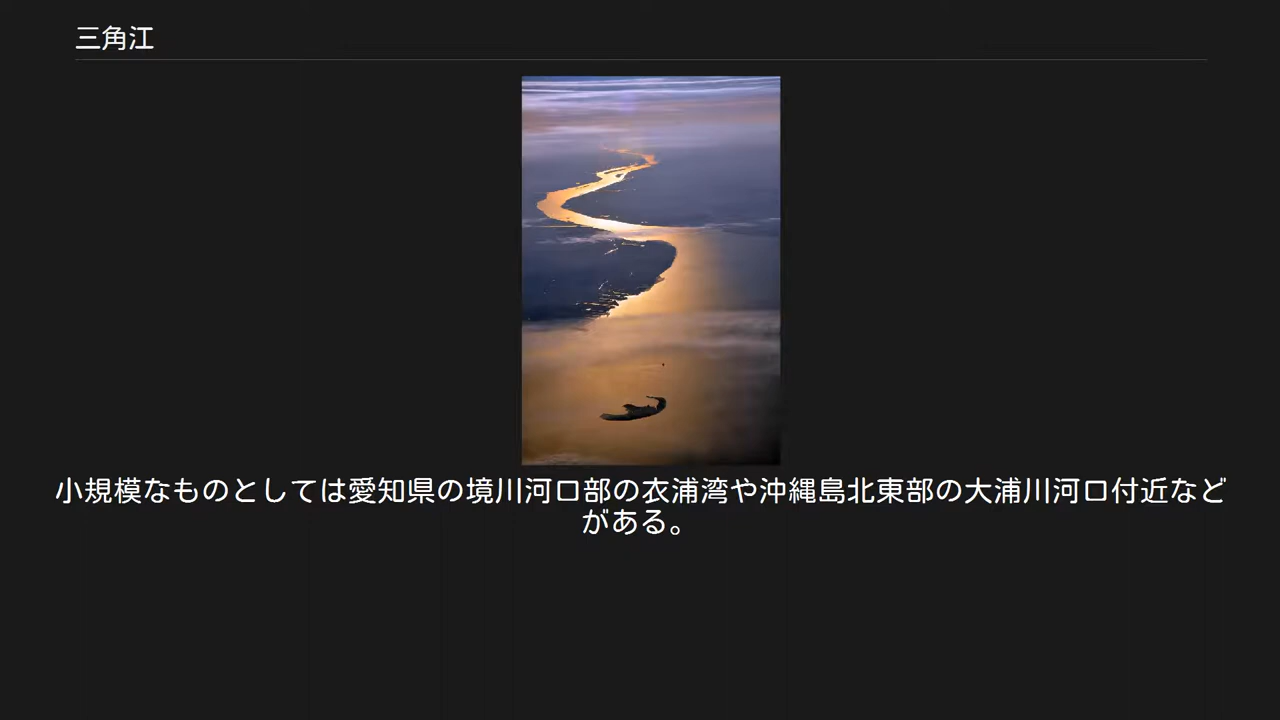 三角江
小規模なものとしては愛知県の境川河口部の衣浦湾や沖縄島北東部の大浦川河口付近など
がある。